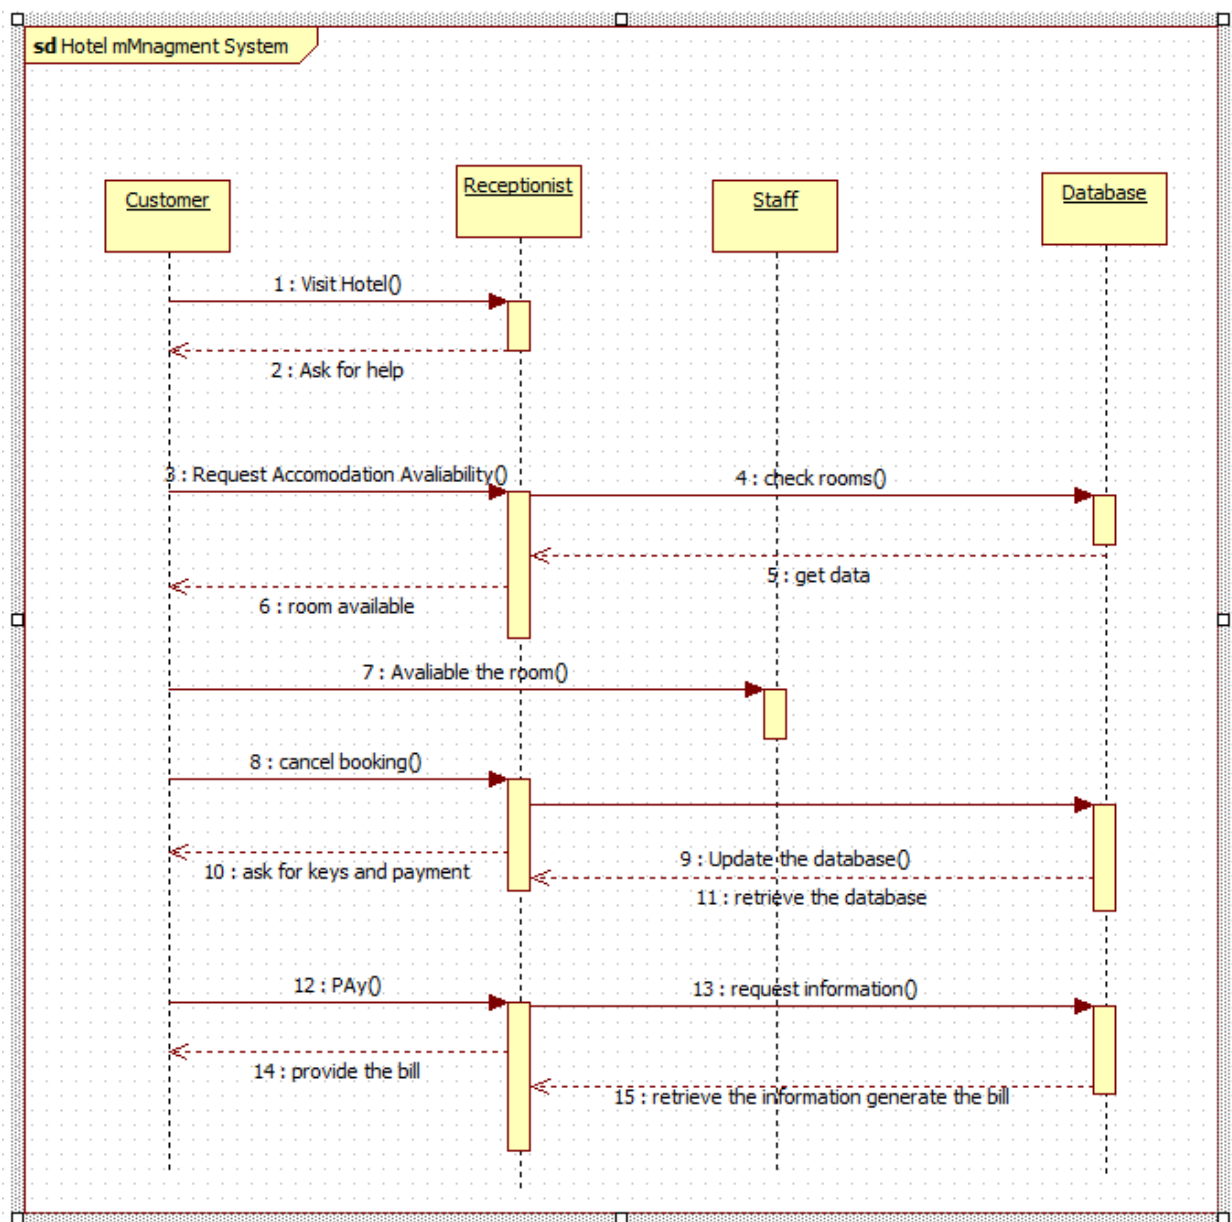 sd Hotel mMnagment System
Customer
Receptionist
Staff
Database
1 : Visit Hotel()
2 : Ask for help
3 : Request Accomodation Avaliability()
4 : check rooms()
5 : get data
6 : room available
7 : Avaliable the room()
8 : cancel booking()
9 : Update the database()
10 : ask for keys and payment
11 : retrieve the database
12 : PAy()
13 : request information()
14 : provide the bill
15 : retrieve the information generate the bill